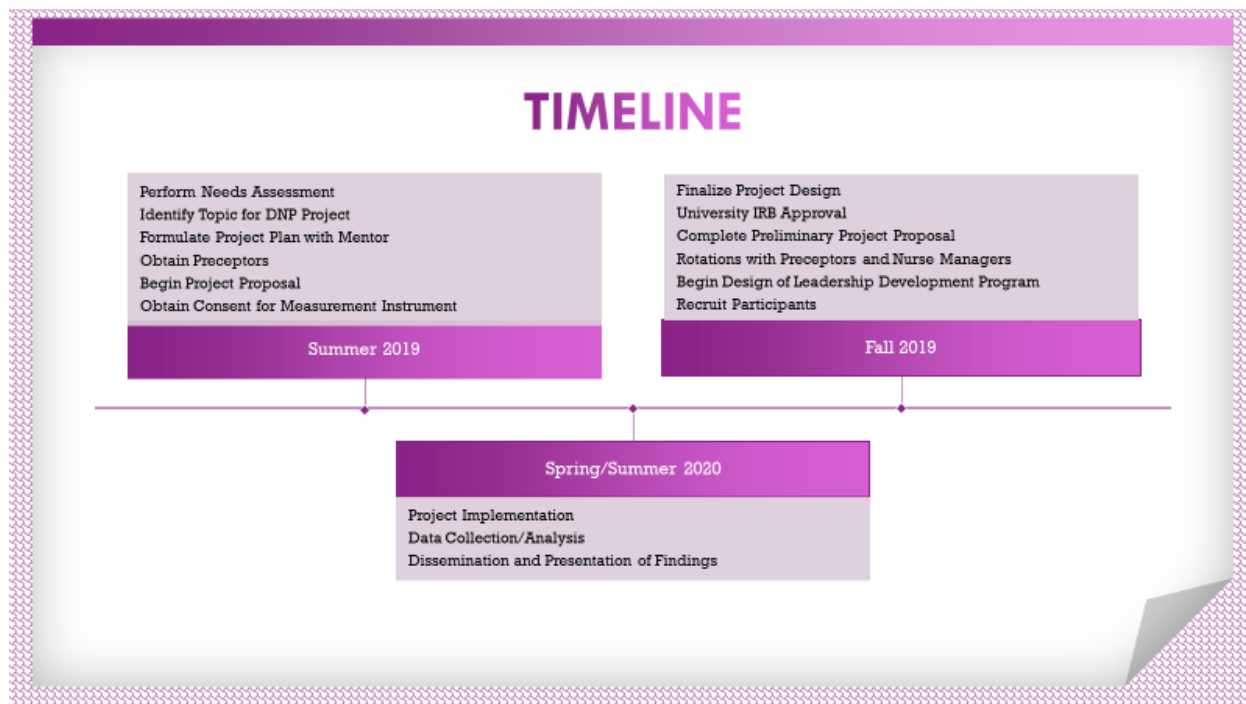 TIMELINE
Perform Needs Assessment
Identify Topic for DNP Project
Formulate Project Plan with Mentor
Obtain Preceptors
Begin Project Proposal
Obtain Consent for Measurement Instrument
Summer 2019
Finalize Project Design
University IRB Approval
Complete Preliminary Project Proposal
Rotations with Preceptors and Nurse Managers
Begin Design of Leadership Development Program
Recruit Participants
Fall 2019
Spring/Summer 2020
Project Implementation
Data Collection/Analysis
Dissemination and Presentation of Findings